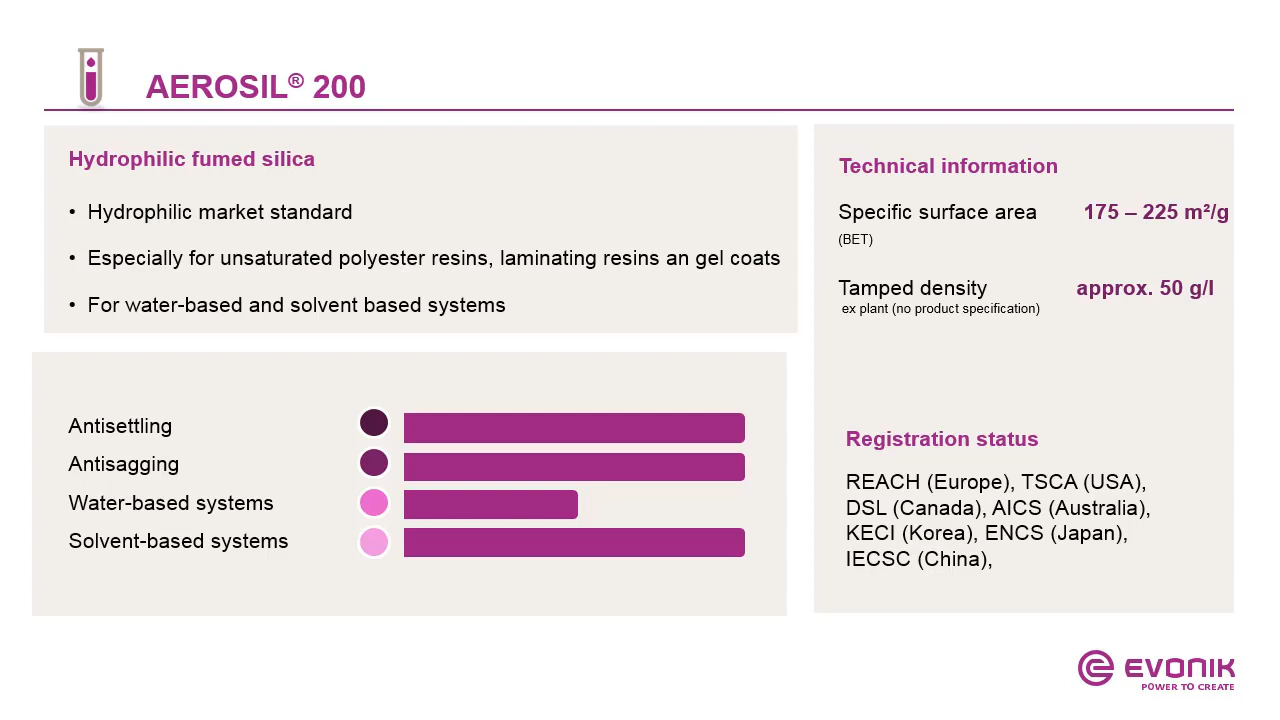 AEROSIL® 200
Hydrophilic fumed silica
• Hydrophilic market standard
• Especially for unsaturated polyester resins, laminating resins an gel coats
• For water-based and solvent based systems
Technical information
Specific surface area 175 – 225 m²/g
(BET)
Tamped density approx. 50 g/l
ex plant (no product specification)
Antisettling
Antisagging
Water-based systems
Solvent-based systems
Registration status
REACH (Europe), TSCA (USA),
DSL (Canada), AICS (Australia),
KECI (Korea), ENCS (Japan),
IECSC (China),
EVONIK
POWER TO CREATE